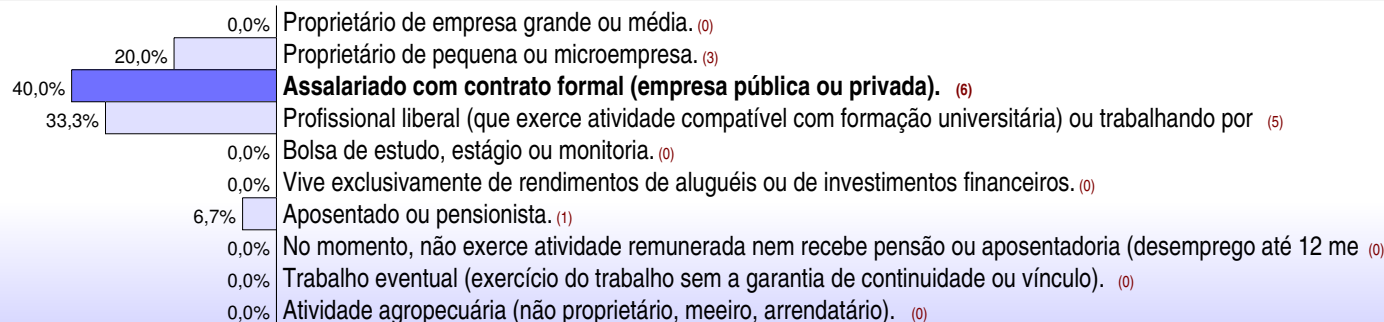 0,0% Proprietário de empresa grande ou média. (0)
20,0% Proprietário de pequena ou microempresa. (3)
40,0% Assalariado com contrato formal (empresa pública ou privada). (6)
33,3% Profissional liberal (que exerce atividade compatível com formação universitária) ou trabalhando por (5)
0,0% Bolsa de estudo, estágio ou monitoria. (0)
0,0% Vive exclusivamente de rendimentos de aluguéis ou de investimentos financeiros. (0)
6,7% Aposentado ou pensionista. (1)
0,0% No momento, não exerce atividade remunerada nem recebe pensão ou aposentadoria (desemprego até 12 me (0)
0,0% Trabalho eventual (exercício do trabalho sem a garantia de continuidade ou vínculo). (0)
0,0% Atividade agropecuária (não proprietário, meeiro, arrendatário). (0)